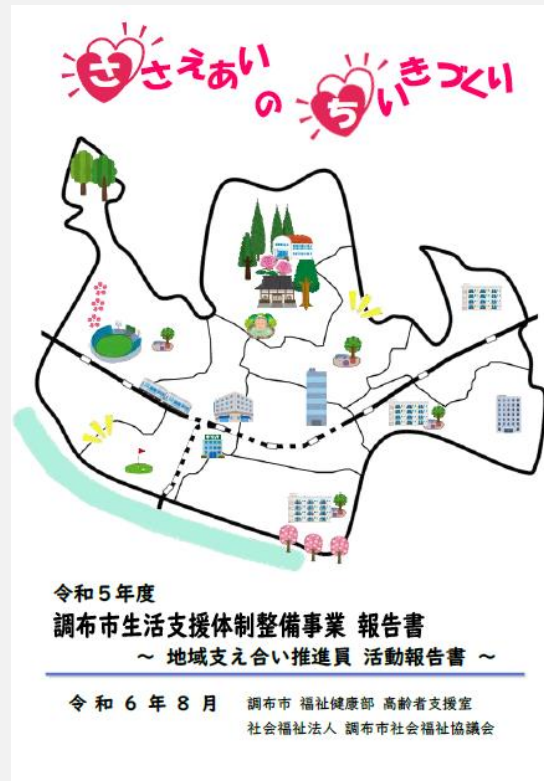 ささえあい
の
ちいきづくり
令和5年度
調布市生活支援体制整備事業 報告書
～ 地域支え合い推進員 活動報告書 ～
令和6年8月
調布市 福祉健康部 高齢者支援室
社会福祉法人 調布市社会福祉協議会